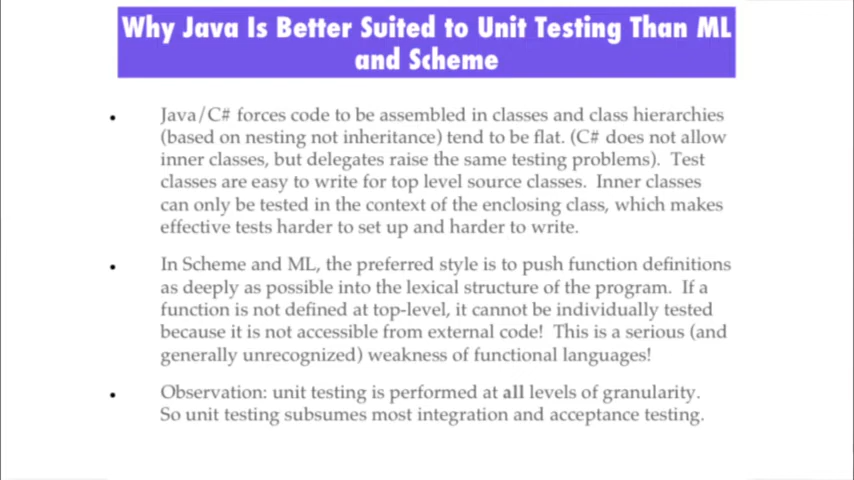 Why Java Is Better Suited to Unit Testing Than ML
and Scheme
• Java/C# forces code to be assembled in classes and class hierarchies
(based on nesting not inheritance) tend to be flat. (C# does not allow
inner classes, but delegates raise the same testing problems). Test
classes are easy to write for top level source classes. Inner classes
can only be tested in the context of the enclosing class, which makes
effective tests harder to set up and harder to write.
• In Scheme and ML, the preferred style is to push function definitions
as deeply as possible into the lexical structure of the program. If a
function is not defined at top-level, it cannot be individually tested
because it is not accessible from external code! This is a serious (and
generally unrecognized) weakness of functional languages!
• Observation: unit testing is performed at all levels of granularity.
So unit testing subsumes most integration and acceptance testing.